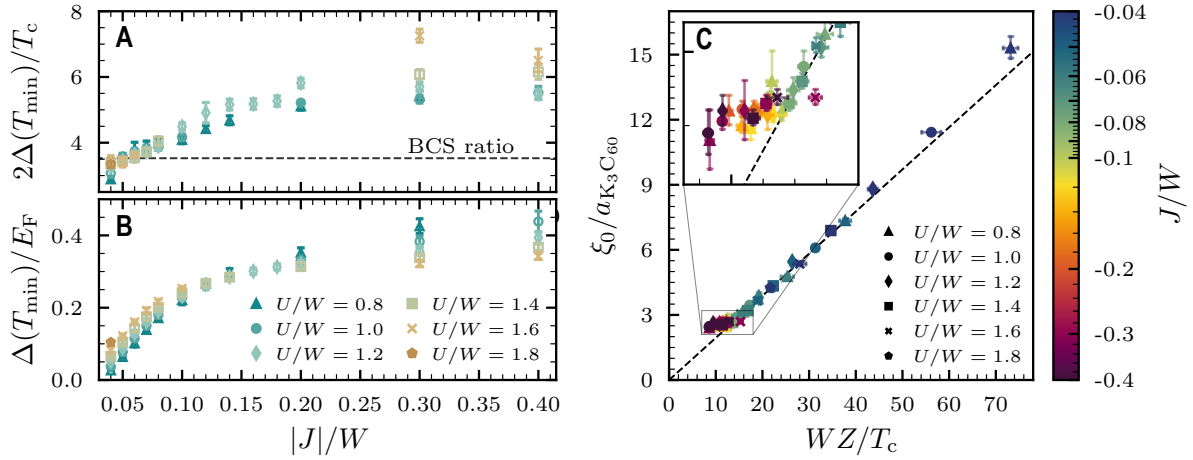 A
2Δ(T_min)/T_c
8
6
4
2
BCS ratio
B
Δ(T_min)/E_F
0.4
0.2
0.0
U/W = 0.8
U/W = 1.0
U/W = 1.2
U/W = 1.4
U/W = 1.6
U/W = 1.8
0.05 0.10 0.15 0.20 0.25 0.30 0.35 0.40
|J|/W
C
ξ_0/a_K_3C_60
15
12
9
6
3
0
U/W = 0.8
U/W = 1.0
U/W = 1.2
U/W = 1.4
U/W = 1.6
U/W = 1.8
0 10 20 30 40 50 60 70
WZ/T_c
-0.04
-0.06
-0.08
-0.1
-0.2
-0.3
-0.4
J/W